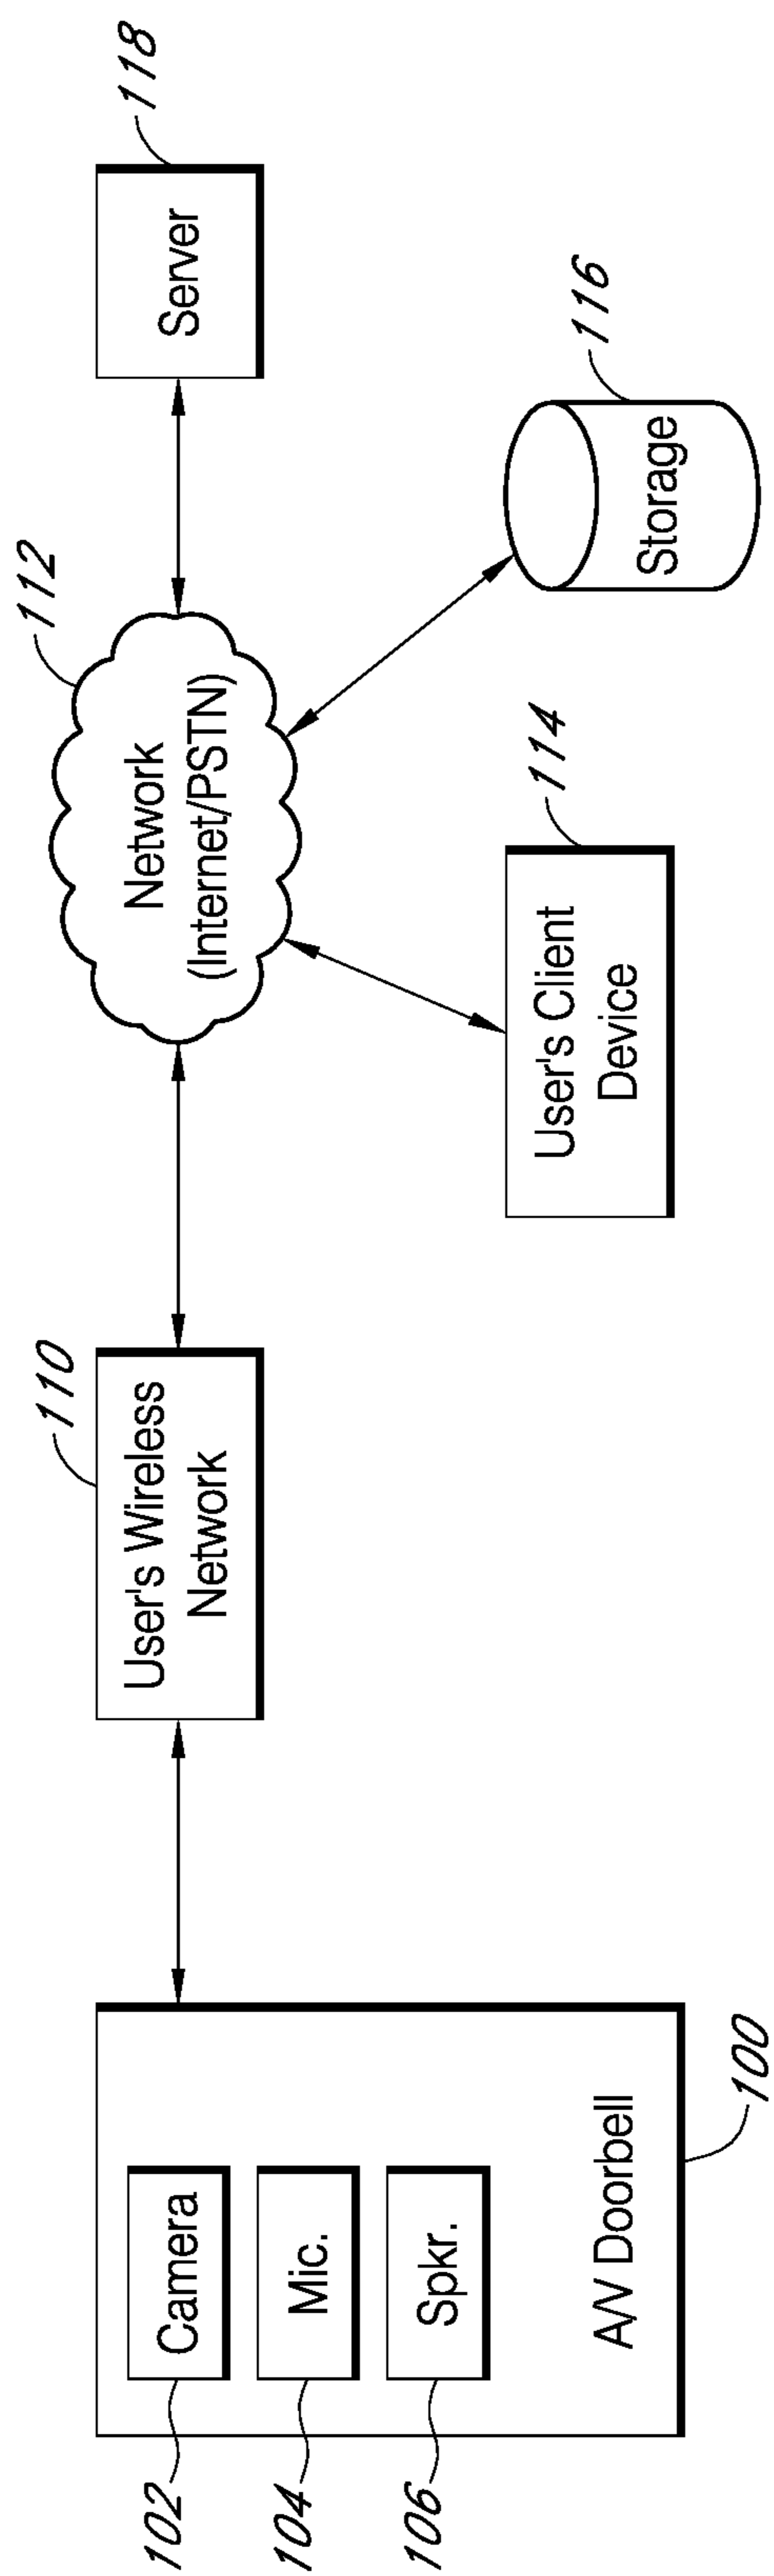 118
Server
116
Storage
112
Network
(Internet/PSTN)
114
User's Client
Device
110
User's Wireless
Network
100
A/V Doorbell
Camera
102
Mic.
104
Spkr.
106